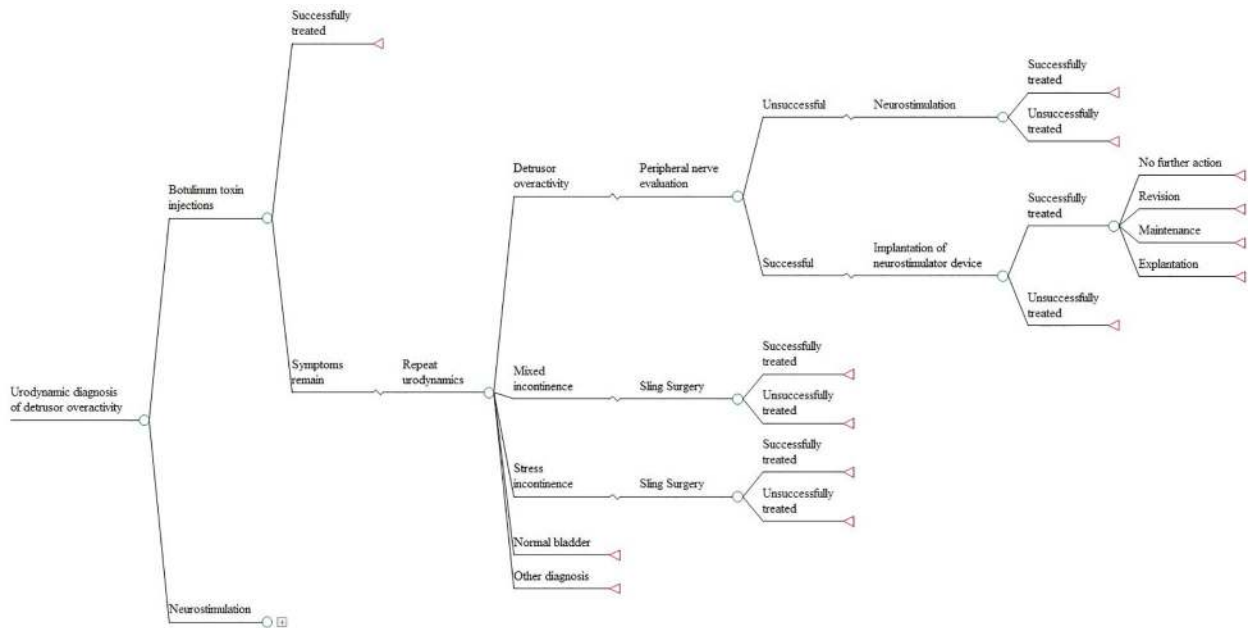 Successfully
treated
Successfully
treated
Unsuccessful
Neurostimulation
Unsuccessfully
treated
No further action
Detrusor
overactivity
Peripheral nerve
evaluation
Botulinum toxin
injections
Successfully
treated
Revision
Maintenance
Successful
Implantation of
neurostimulator device
Explantation
Unsuccessfully
treated
Symptoms
remain
Repeat
urodynamics
Mixed
incontinence
Sling Surgery
Successfully
treated
Unsuccessfully
treated
Urodynamic diagnosis
of detrusor overactivity
Stress
incontinence
Sling Surgery
Successfully
treated
Unsuccessfully
treated
Normal bladder
Other diagnosis
Neurostimulation